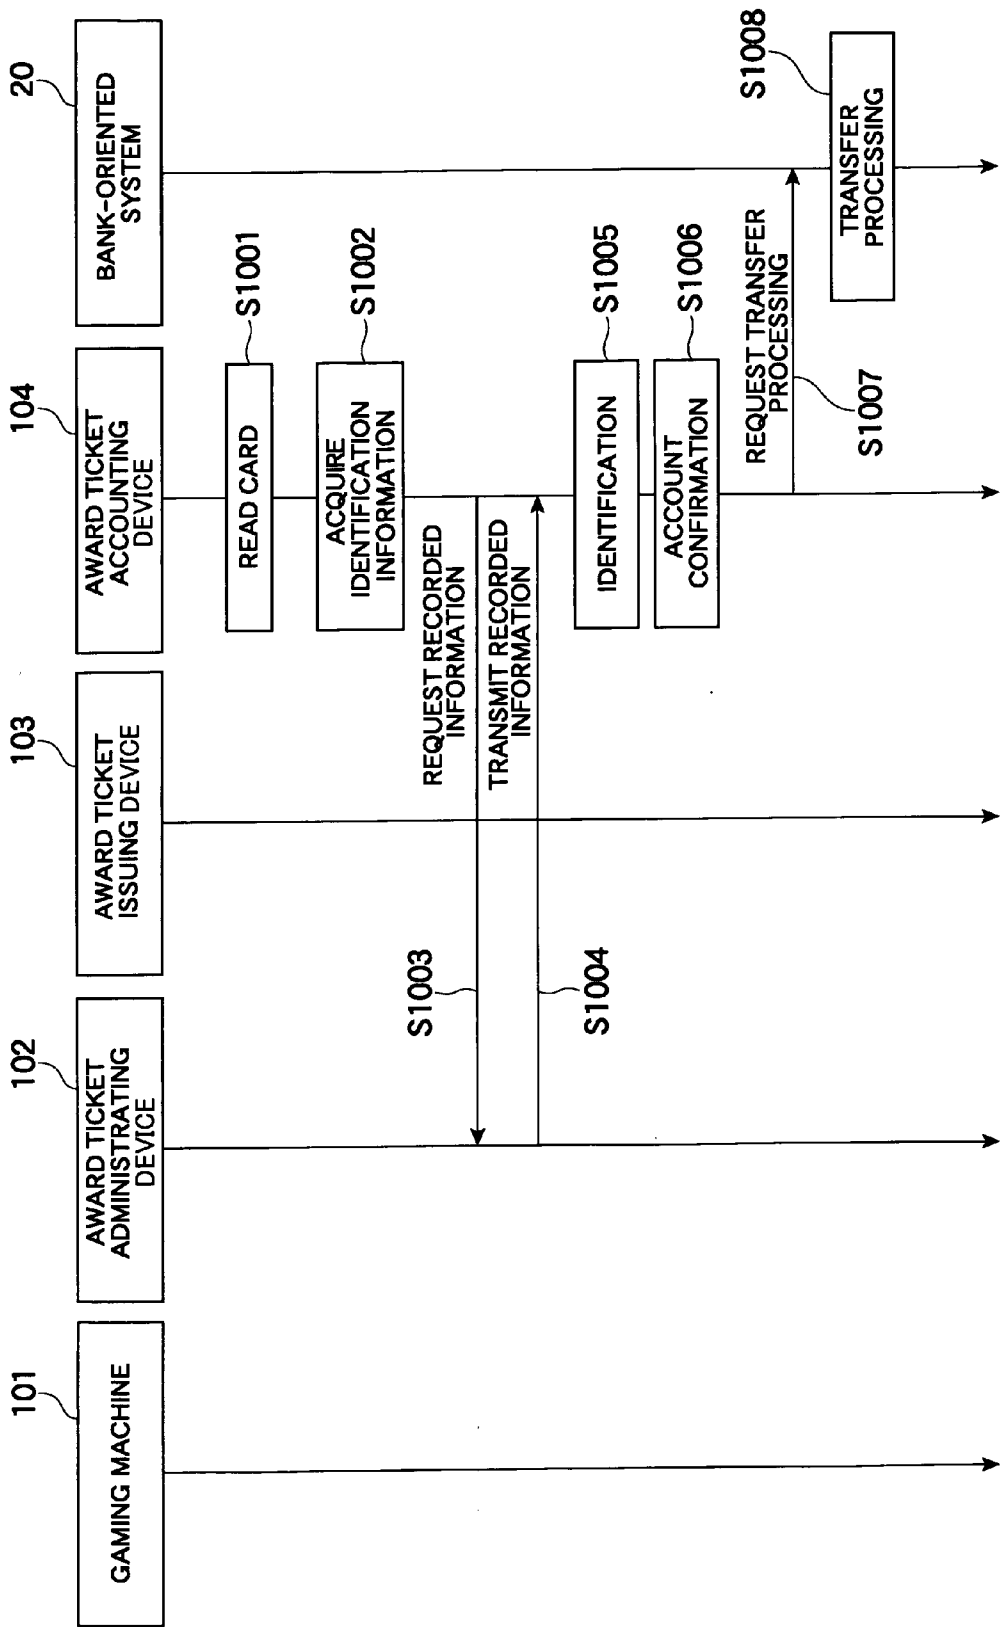 101
GAMING MACHINE
102
AWARD TICKET
ADMINISTRATING
DEVICE
103
AWARD TICKET
ISSUING DEVICE
104
AWARD TICKET
ACCOUNTING
DEVICE
20
BANK-ORIENTED
SYSTEM
READ CARD
S1001
ACQUIRE
IDENTIFICATION
INFORMATION
S1002
REQUEST RECORDED
INFORMATION
S1003
TRANSMIT RECORDED
INFORMATION
S1004
IDENTIFICATION
S1005
ACCOUNT
CONFIRMATION
S1006
REQUEST TRANSFER
PROCESSING
S1007
S1008
TRANSFER
PROCESSING